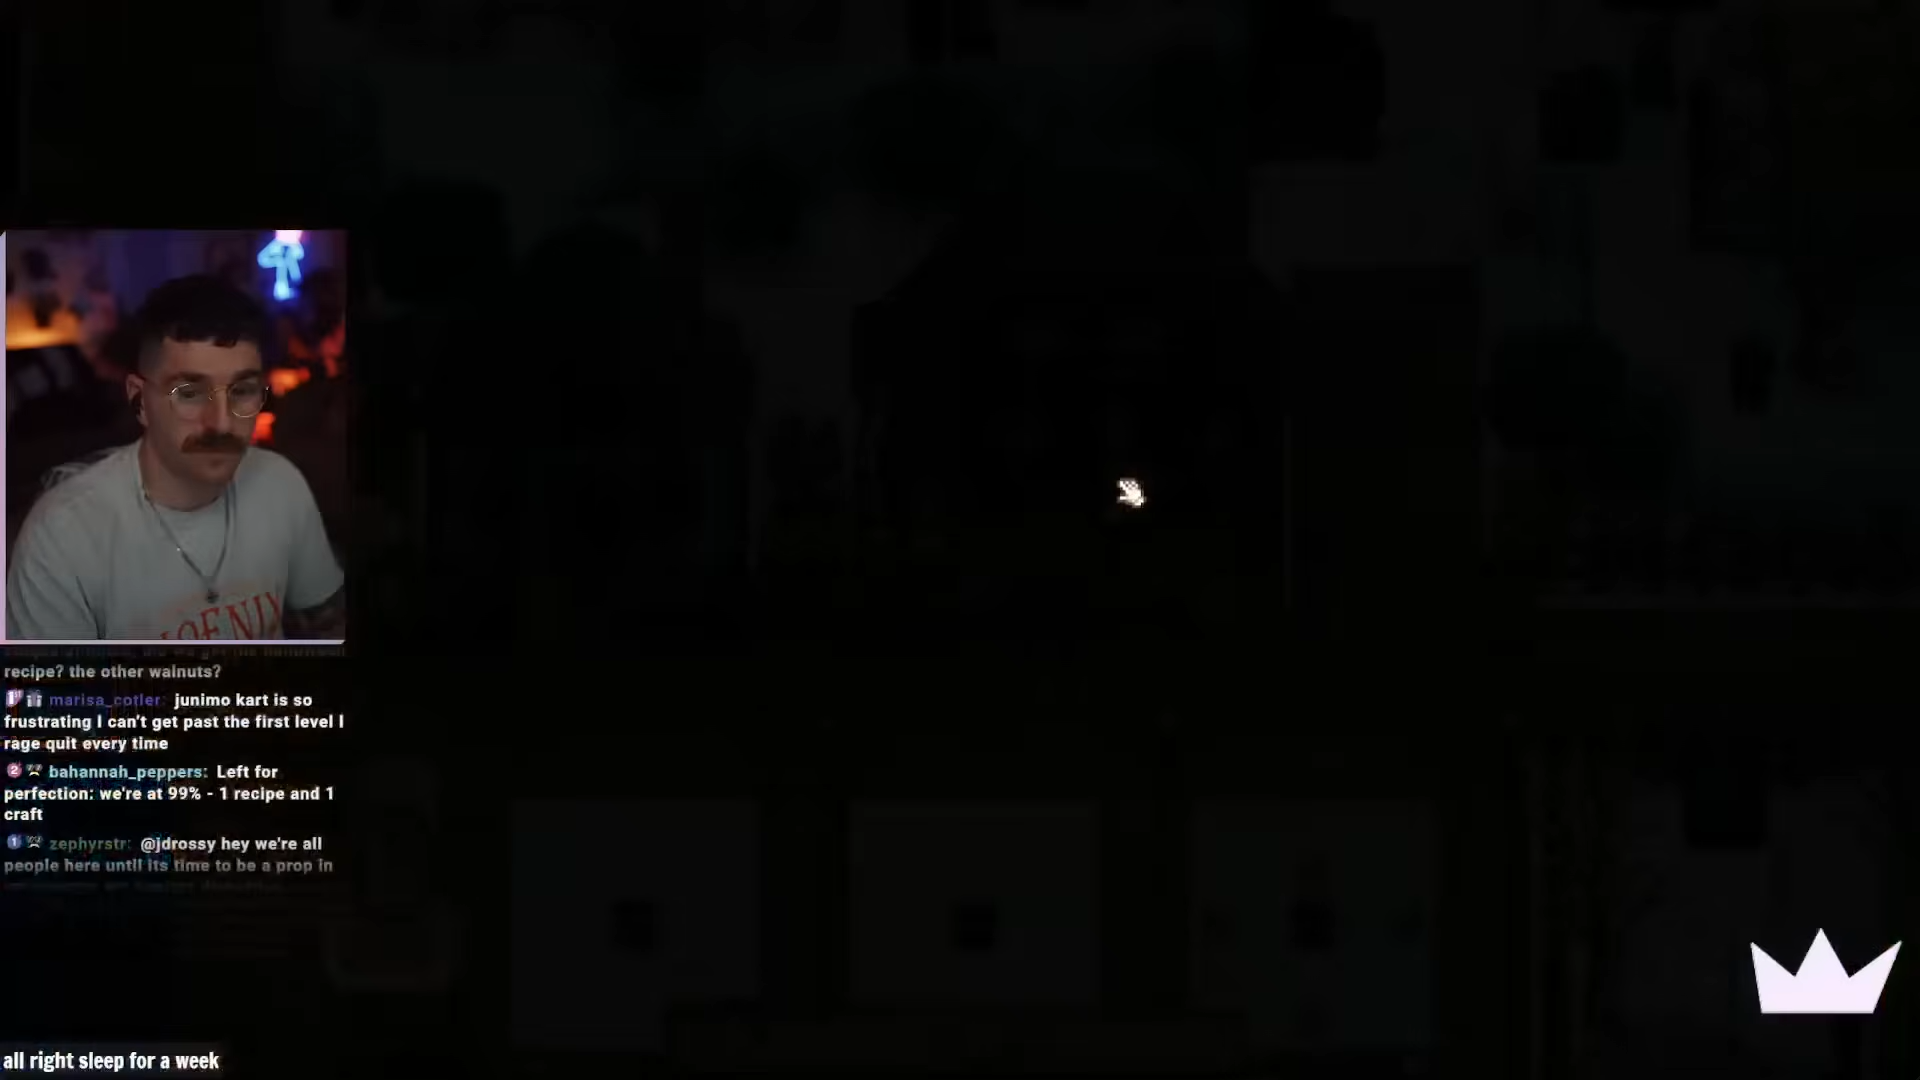 OENIX
recipe? the other walnuts?
marisa_cotler: junimo kart is so
frustrating I can't get past the first level I
rage quit every time
bahannah_peppers: Left for
perfection: we're at 99% - 1 recipe and 1
craft
zephyrstr: @jdrossy hey we're all
people here until its time to be a prop in
all right sleep for a week